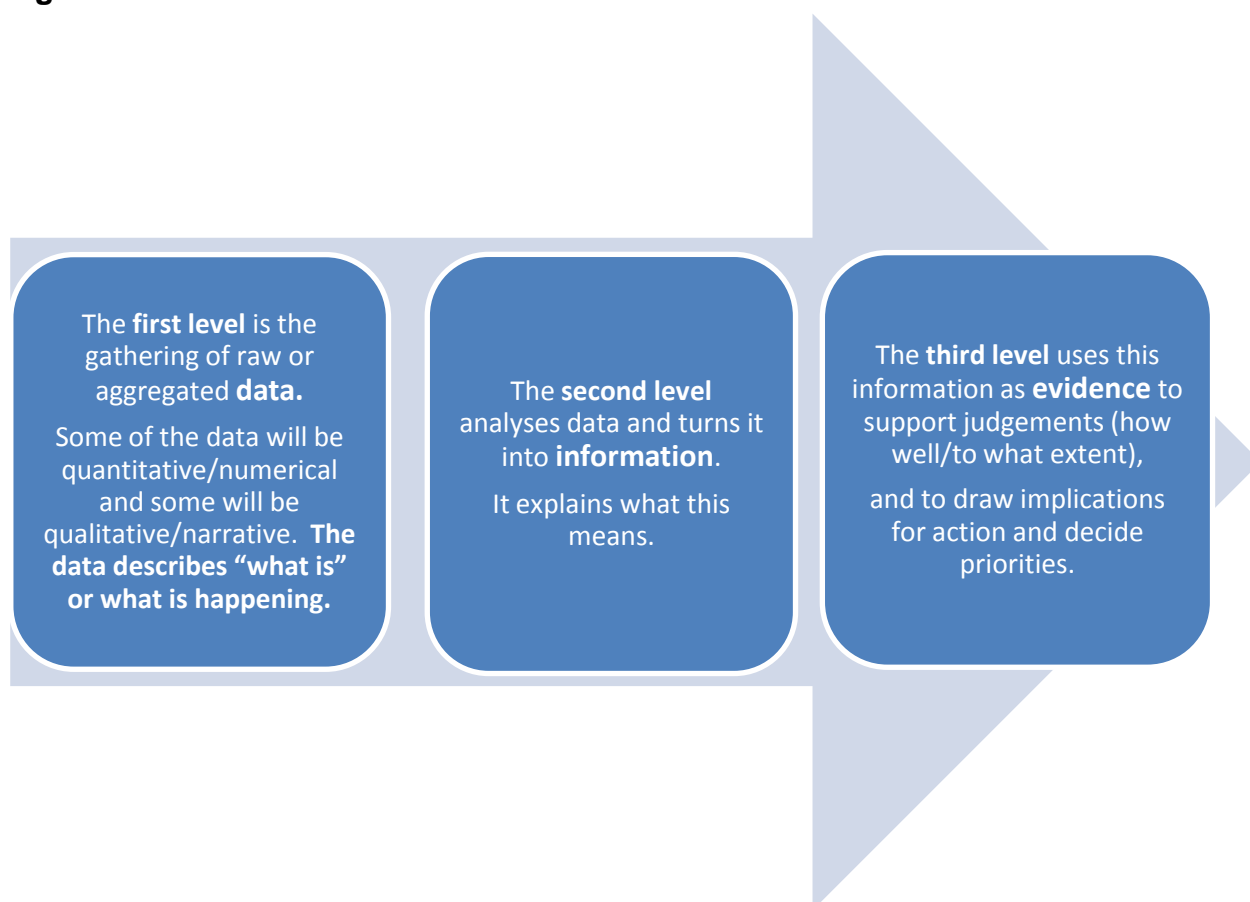 The first level is the
gathering of raw or
aggregated data.
Some of the data will be
quantitative/numerical
and some will be
qualitative/narrative. The
data describes “what is”
or what is happening.
The second level
analyses data and turns it
into information.
It explains what this
means.
The third level uses this
information as evidence to
support judgements (how
well/to what extent),
and to draw implications
for action and decide
priorities.